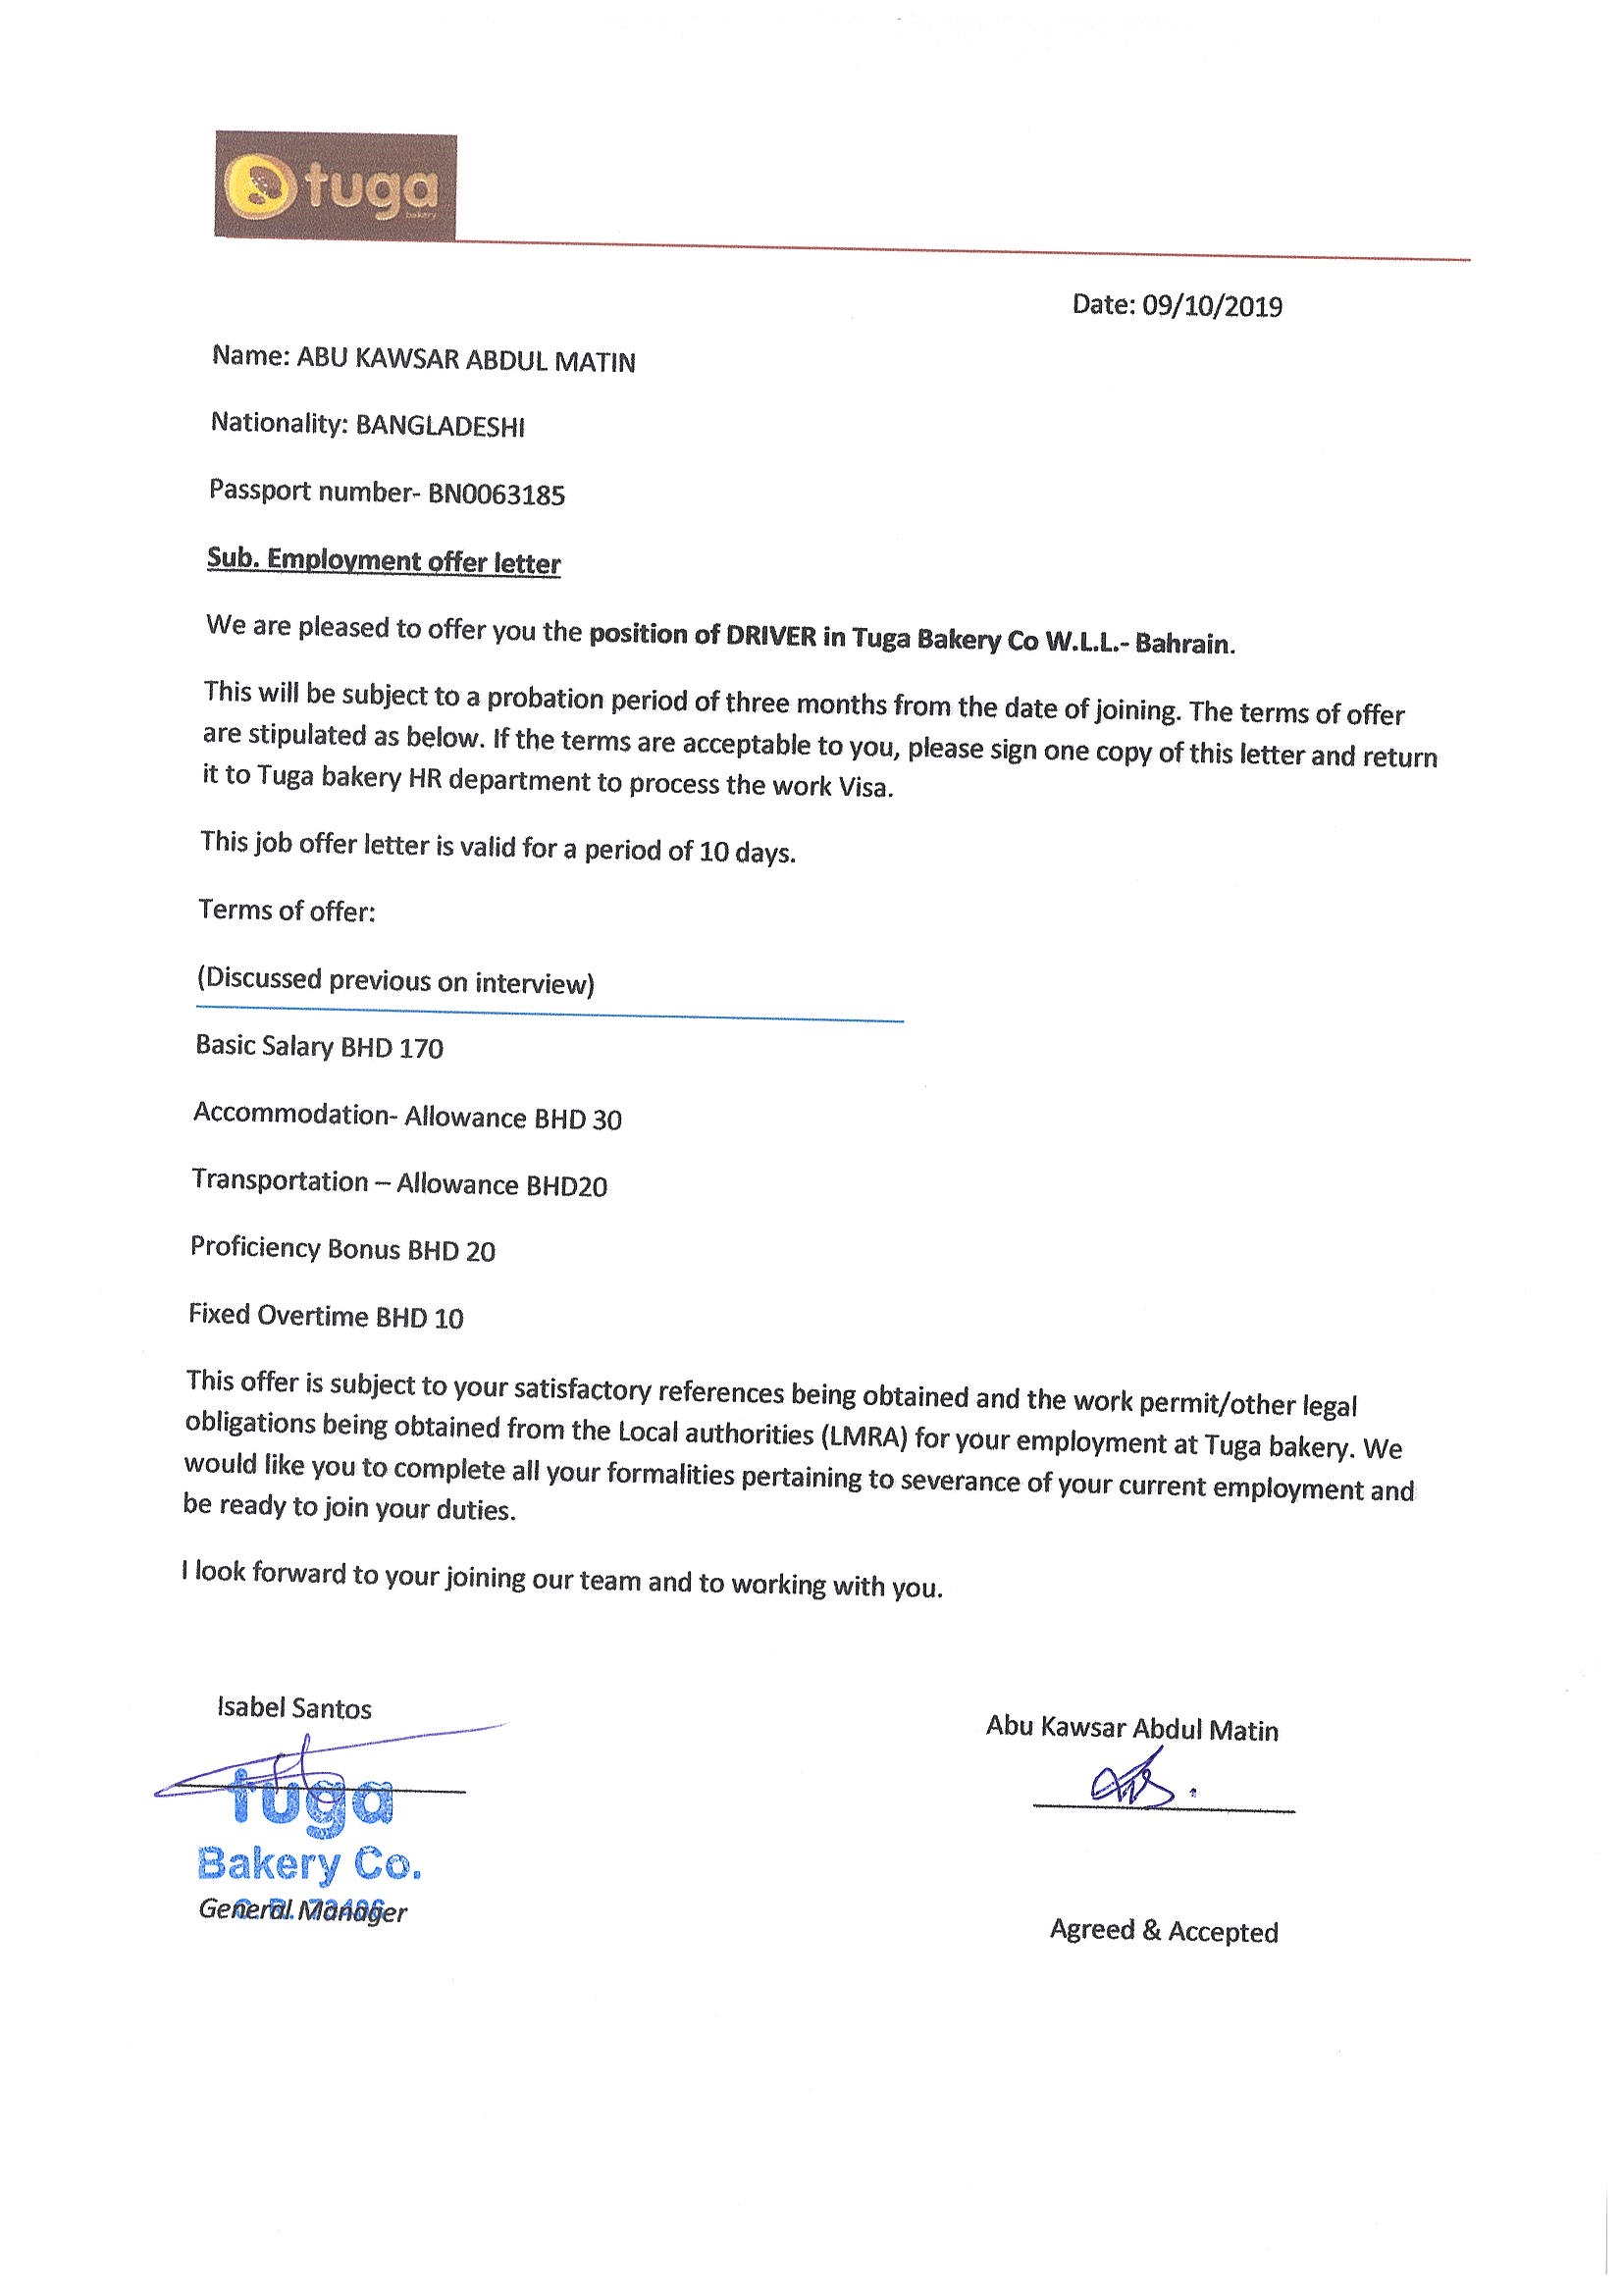 tuga
bakery
Date: 09/10/2019
Name: ABU KAWSAR ABDUL MATIN
Nationality: BANGLADESHI
Passport number- BN0063185
Sub. Employment offer letter
We are pleased to offer you the position of DRIVER in Tuga Bakery Co W.L.L.- Bahrain.
This will be subject to a probation period of three months from the date of joining. The terms of offer
are stipulated as below. If the terms are acceptable to you, please sign one copy of this letter and return
it to Tuga bakery HR department to process the work Visa.
This job offer letter is valid for a period of 10 days.
Terms of offer:
(Discussed previous on interview)
Basic Salary BHD 170
Accommodation- Allowance BHD 30
Transportation – Allowance BHD20
Proficiency Bonus BHD 20
Fixed Overtime BHD 10
This offer is subject to your satisfactory references being obtained and the work permit/other legal
obligations being obtained from the Local authorities (LMRA) for your employment at Tuga bakery. We
would like you to complete all your formalities pertaining to severance of your current employment and
be ready to join your duties.
I look forward to your joining our team and to working with you.
Isabel Santos
Abu Kawsar Abdul Matin
tuga
Bakery Co.
General Manager
Agreed & Accepted